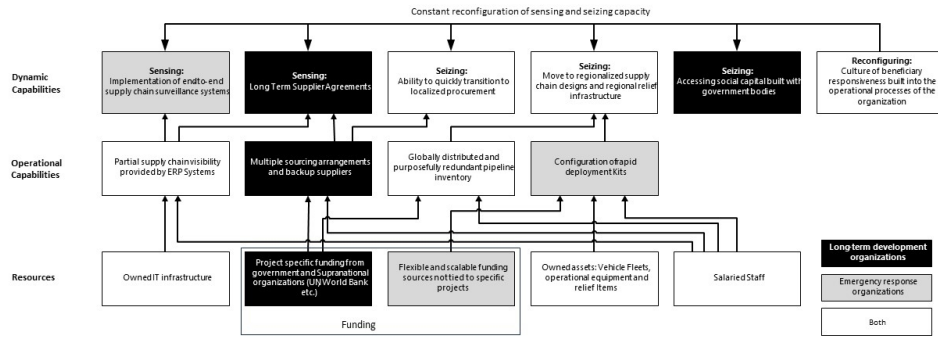 Constant reconfiguration of sensing and seizing capacity
Dynamic
Capabilities
Sensing:
Implementation of endto-end
supply chain surveillance systems
Sensing:
Long Term Supplier Agreements
Seizing:
Ability to quickly transition to
localized procurement
Seizing:
Move to regionalized supply
chain designs and regional relief
infrastructure
Seizing:
Accessing social capital built with
government bodies
Reconfiguring:
Culture of beneficiary
responsiveness built into the
operational processes of the
organization
Operational
Capabilities
Partial supply chain visibility
provided by ERP Systems
Multiple sourcing arrangements
and backup suppliers
Globally distributed and
purposefully redundant pipeline
inventory
Configuration of rapid
deployment Kits
Resources
Owned IT infrastructure
Project specific funding from
government and Supranational
organizations (UN World Bank
etc.)
Flexible and scalable funding
sources not tied to specific
projects
Owned assets: Vehicle Fleets,
operational equipment and
relief Items
Salaried Staff
Funding
Long-term development
organizations
Emergency response
organizations
Both